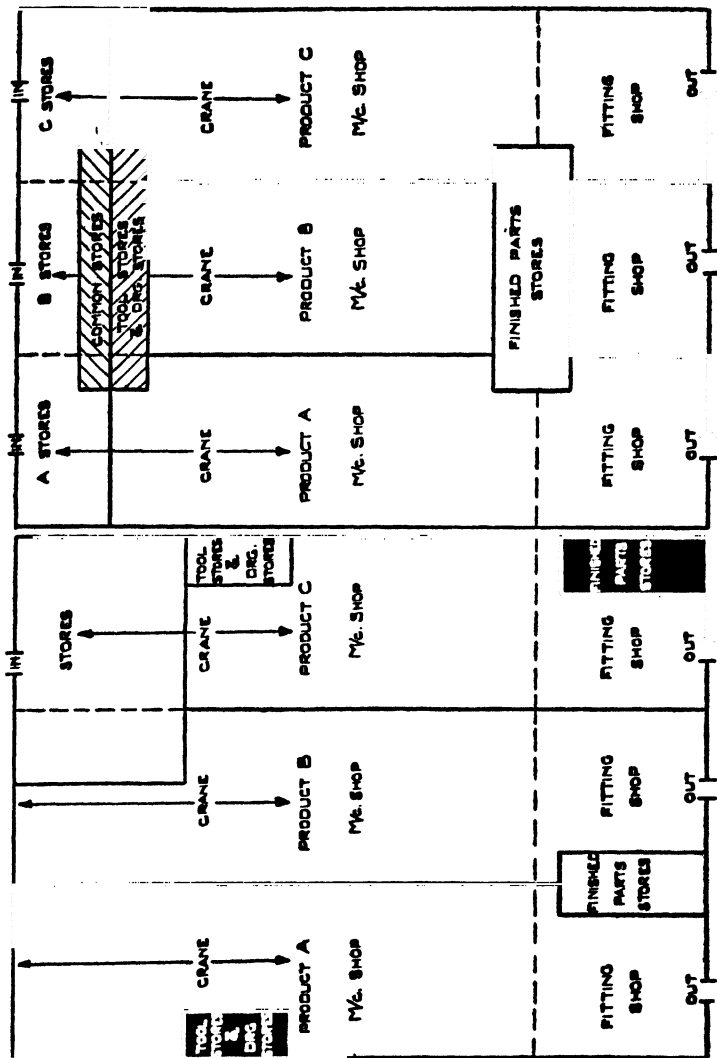 TOOL
STORES
&
DRG
STORES
CRANE
PRODUCT A
M/c. SHOP
FITTING
SHOP
OUT
FINISHED
PARTS
STORES
CRANE
PRODUCT B
M/c. SHOP
FITTING
SHOP
OUT
IN
STORES
CRANE
PRODUCT C
M/c. SHOP
FITTING
SHOP
OUT
TOOL
STORES
&
DRG.
STORES
FINISHED
PARTS
STORES
IN
A STORES
CRANE
PRODUCT A
M/c. SHOP
FITTING
SHOP
OUT
IN
B STORES
COMMON STORES
TOOL STORES
& DRG. STORES
CRANE
PRODUCT B
M/c. SHOP
FINISHED PARTS
STORES
FITTING
SHOP
OUT
IN
C STORES
CRANE
PRODUCT C
M/c. SHOP
FITTING
SHOP
OUT